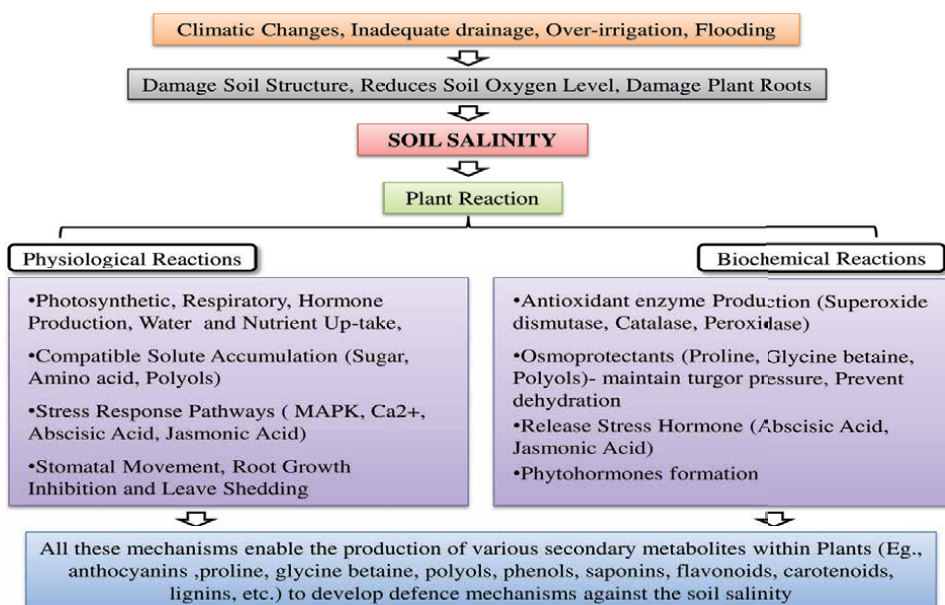 Climatic Changes, Inadequate drainage, Over-irrigation, Flooding
Damage Soil Structure, Reduces Soil Oxygen Level, Damage Plant Roots
SOIL SALINITY
Plant Reaction
Physiological Reactions
•Photosynthetic, Respiratory, Hormone
Production, Water and Nutrient Up-take,
•Compatible Solute Accumulation (Sugar,
Amino acid, Polyols)
•Stress Response Pathways ( MAPK, Ca2+,
Abscisic Acid, Jasmonic Acid)
•Stomatal Movement, Root Growth
Inhibition and Leave Shedding
Biochemical Reactions
•Antioxidant enzyme Production (Superoxide
dismutase, Catalase, Peroxidase)
•Osmoprotectants (Proline, Glycine betaine,
Polyols)- maintain turgor pressure, Prevent
dehydration
•Release Stress Hormone (Abscisic Acid,
Jasmonic Acid)
•Phytohormones formation
All these mechanisms enable the production of various secondary metabolites within Plants (Eg.,
anthocyanins ,proline, glycine betaine, polyols, phenols, saponins, flavonoids, carotenoids,
lignins, etc.) to develop defence mechanisms against the soil salinity